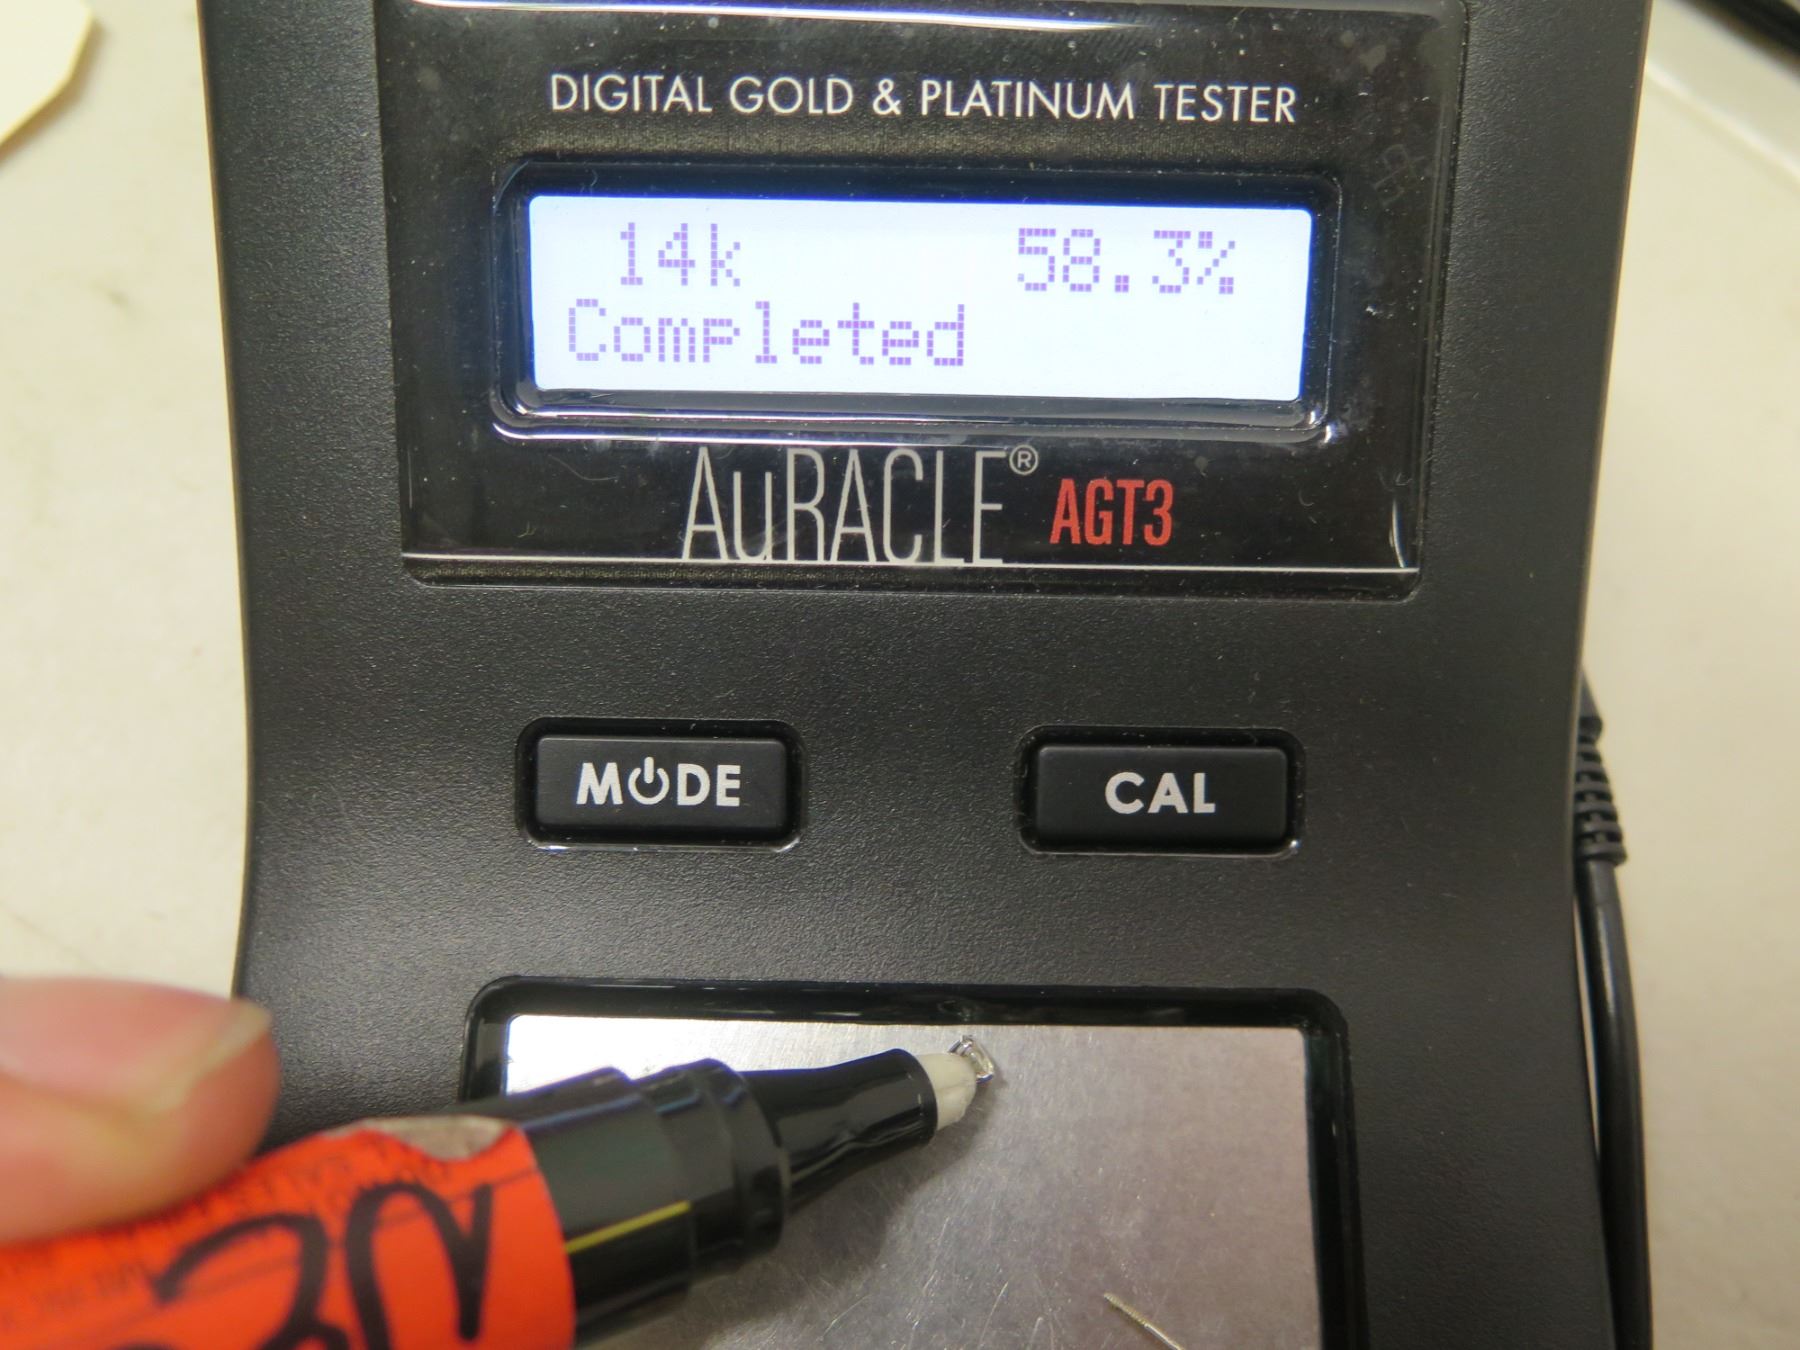 DIGITAL GOLD & PLATINUM TESTER
14k 58.3%
Completed
AuRACLE® AGT3
MODE CAL